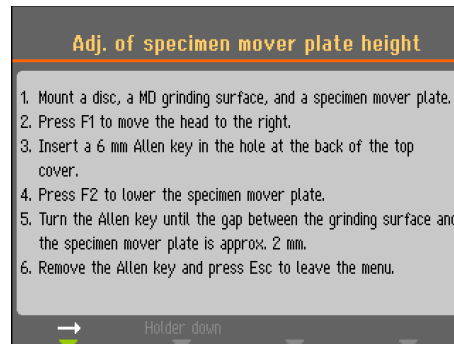 Adj. of specimen mover plate height
1. Mount a disc, a MD grinding surface, and a specimen mover plate.
2. Press F1 to move the head to the right.
3. Insert a 6 mm Allen key in the hole at the back of the top
cover.
4. Press F2 to lower the specimen mover plate.
5. Turn the Allen key until the gap between the grinding surface and
the specimen mover plate is approx. 2 mm.
6. Remove the Allen key and press Esc to leave the menu.
Holder down